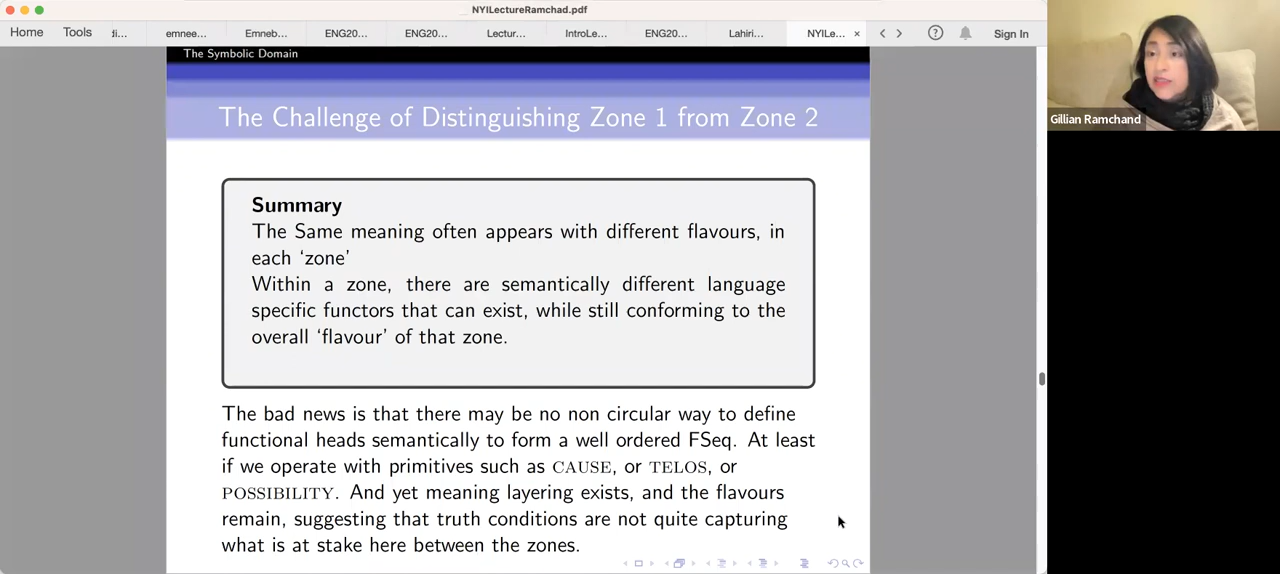 NYILectureRamchad.pdf
Home Tools di... emnee... Emneb... ENG20... ENG20... Lectur... IntroLe... ENG20... Lahiri... NYILe... × Sign In
The Symbolic Domain
The Challenge of Distinguishing Zone 1 from Zone 2
Gillian Ramchand
Summary
The Same meaning often appears with different flavours, in
each ‘zone’
Within a zone, there are semantically different language
specific functors that can exist, while still conforming to the
overall ‘flavour’ of that zone.
The bad news is that there may be no non circular way to define
functional heads semantically to form a well ordered FSeq. At least
if we operate with primitives such as CAUSE, or TELOS, or
POSSIBILITY. And yet meaning layering exists, and the flavours
remain, suggesting that truth conditions are not quite capturing
what is at stake here between the zones.